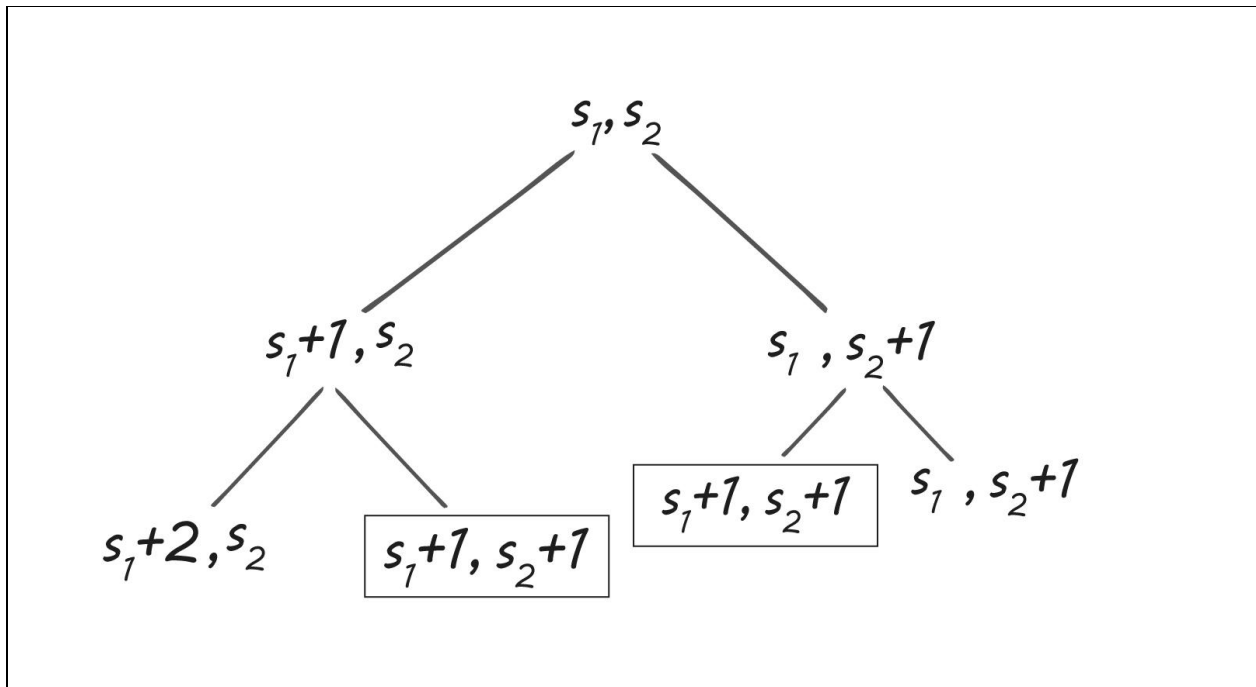 s₁, s₂
s₁+1, s₂
s₁ , s₂+1
s₁+2, s₂
s₁+1, s₂+1
s₁+1, s₂+1
s₁ , s₂+1